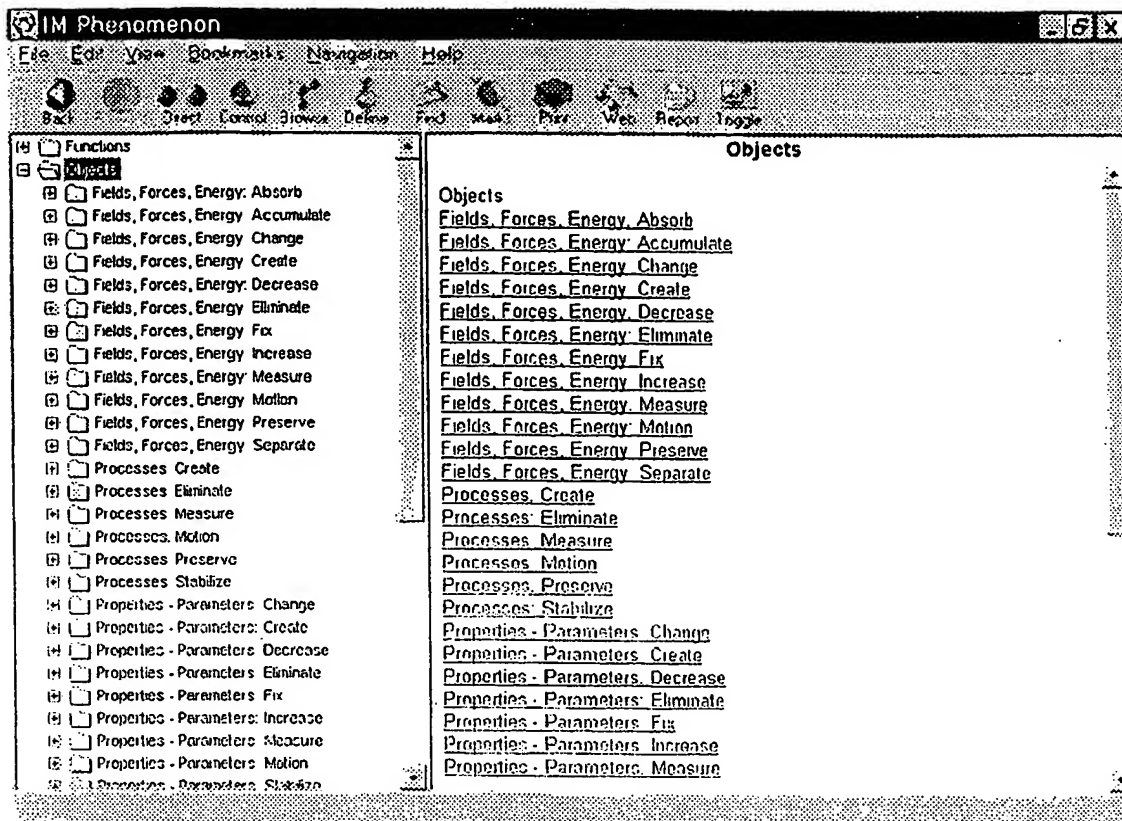 IM Phenomenon
File Edit View Bookmarks Navigation Help
Back Direct Control Browse Define Find Mark Print Web Report Toggle
Functions
Objects
Fields, Forces, Energy: Absorb
Fields, Forces, Energy Accumulate
Fields, Forces, Energy Change
Fields, Forces, Energy Create
Fields, Forces, Energy: Decrease
Fields, Forces, Energy Eliminate
Fields, Forces, Energy Fix
Fields, Forces, Energy Increase
Fields, Forces, Energy: Measure
Fields, Forces, Energy Motion
Fields, Forces, Energy Preserve
Fields, Forces, Energy Separate
Processes Create
Processes Eliminate
Processes Measure
Processes. Motion
Processes Preserve
Processes Stabilize
Properties - Parameters Change
Properties - Parameters: Create
Properties - Parameters Decrease
Properties - Parameters Eliminate
Properties - Parameters Fix
Properties - Parameters: Increase
Properties - Parameters Measure
Properties - Parameters Motion
Properties - Parameters Stabilize
Objects
Objects
Fields, Forces, Energy. Absorb
Fields, Forces, Energy: Accumulate
Fields, Forces, Energy Change
Fields, Forces, Energy Create
Fields, Forces, Energy. Decrease
Fields, Forces, Energy: Eliminate
Fields, Forces, Energy Fix
Fields, Forces, Energy Increase
Fields, Forces, Energy. Measure
Fields, Forces, Energy: Motion
Fields, Forces, Energy Preserve
Fields, Forces, Energy Separate
Processes. Create
Processes: Eliminate
Processes Measure
Processes. Motion
Processes. Preserve
Processes: Stabilize
Properties - Parameters Change
Properties - Parameters Create
Properties - Parameters. Decrease
Properties - Parameters: Eliminate
Properties - Parameters Fix
Properties - Parameters Increase
Properties - Parameters. Measure